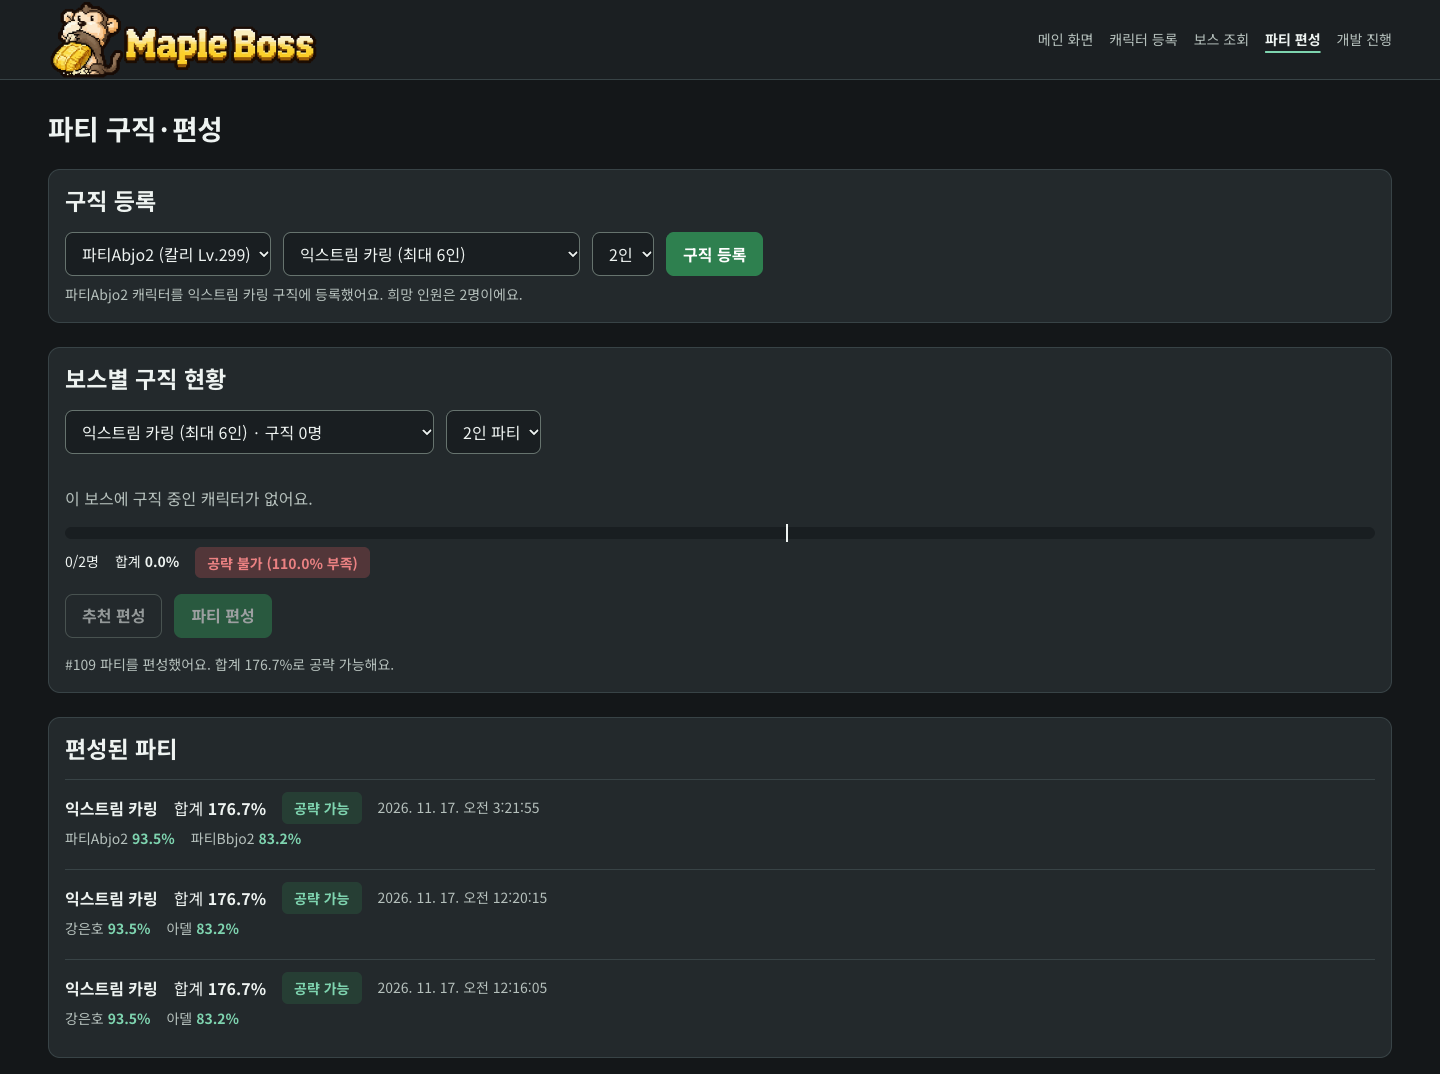 Maple Boss
메인 화면 캐릭터 등록 보스 조회 파티 편성 개발 진행
파티 구직·편성
구직 등록
파티Abjo2 (칼리 Lv.299) 익스트림 카링 (최대 6인) 2인 구직 등록
파티Abjo2 캐릭터를 익스트림 카링 구직에 등록했어요. 희망 인원은 2명이에요.
보스별 구직 현황
익스트림 카링 (최대 6인) · 구직 0명 2인 파티
이 보스에 구직 중인 캐릭터가 없어요.
0/2명 합계 0.0% 공략 불가 (110.0% 부족)
추천 편성 파티 편성
#109 파티를 편성했어요. 합계 176.7%로 공략 가능해요.
편성된 파티
익스트림 카링 합계 176.7% 공략 가능 2026. 11. 17. 오전 3:21:55
파티Abjo2 93.5% 파티Bbjo2 83.2%
익스트림 카링 합계 176.7% 공략 가능 2026. 11. 17. 오전 12:20:15
강은호 93.5% 아델 83.2%
익스트림 카링 합계 176.7% 공략 가능 2026. 11. 17. 오전 12:16:05
강은호 93.5% 아델 83.2%